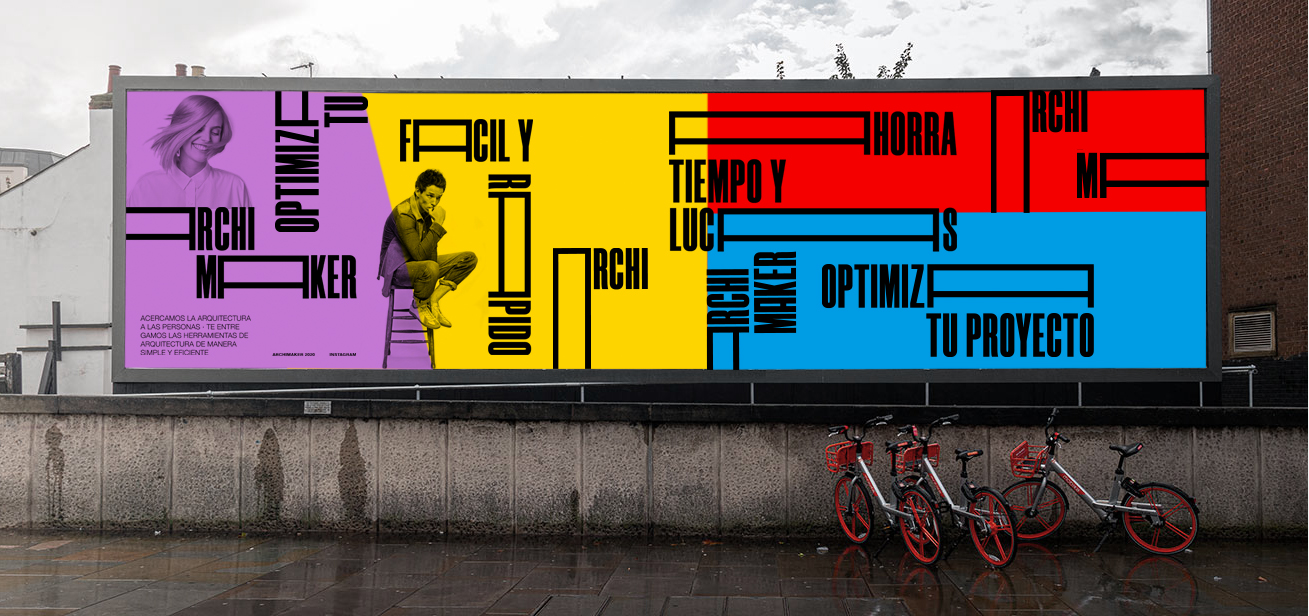 OPTIMIZA
TU
ARCHI
MAKER
ACERCAMOS LA ARQUITECTURA
A LAS PERSONAS · TE ENTRE
GAMOS LAS HERRAMIENTAS DE
ARQUITECTURA DE MANERA
SIMPLE Y EFICIENTE
ARCHIMAKER 2020 INSTAGRAM
FACIL Y
RAPIDO
ARCHI
AHORRA
TIEMPO Y
LUCAS
ARCHI
MAKER
ARCHI
MA
OPTIMIZA
TU PROYECTO